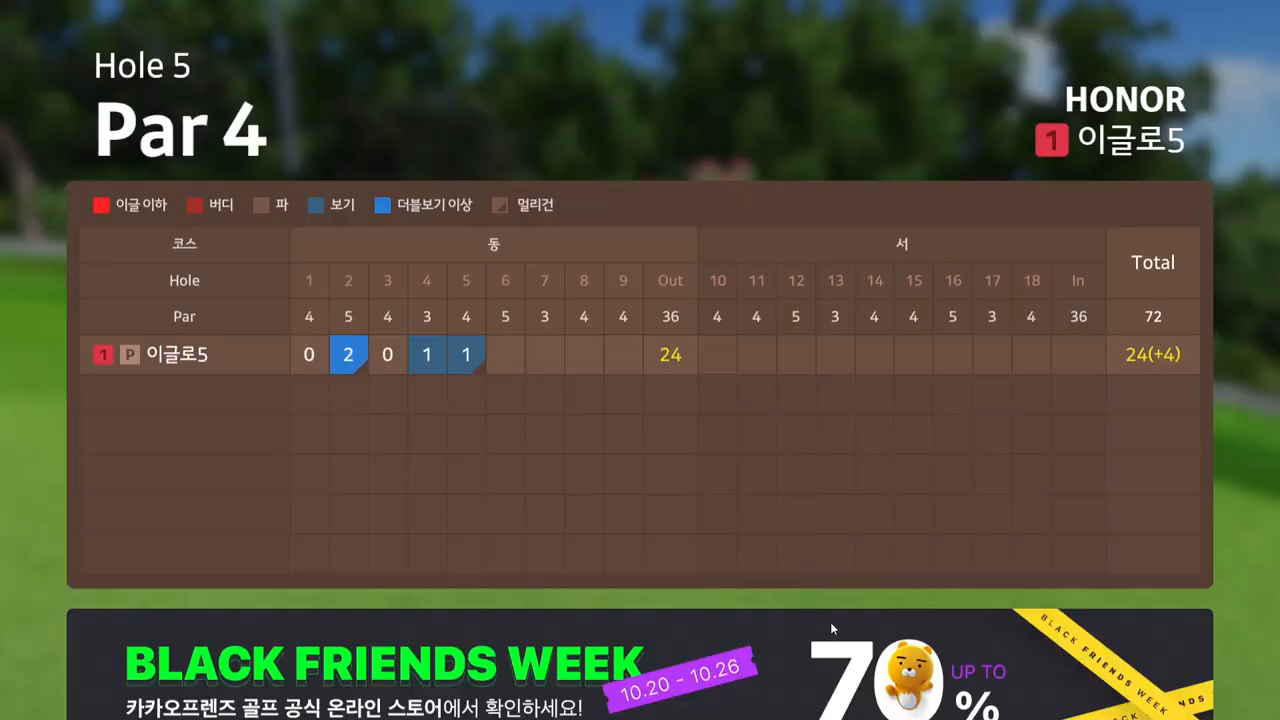 Hole 5
Par 4
HONOR
1 이글로5
이글 이하 버디 파 보기 더블보기 이상 멀리건
코스 동 서 Total
Hole 1 2 3 4 5 6 7 8 9 Out 10 11 12 13 14 15 16 17 18 In
Par 4 5 4 3 4 5 3 4 4 36 4 4 5 3 4 4 5 3 4 36 72
1 P 이글로5 0 2 0 1 1 24 24(+4)
BLACK FRIENDS WEEK
10.20 - 10.26
카카오프렌즈 골프 공식 온라인 스토어에서 확인하세요!
70
UP TO
%
BLACK FRIENDS WEEK